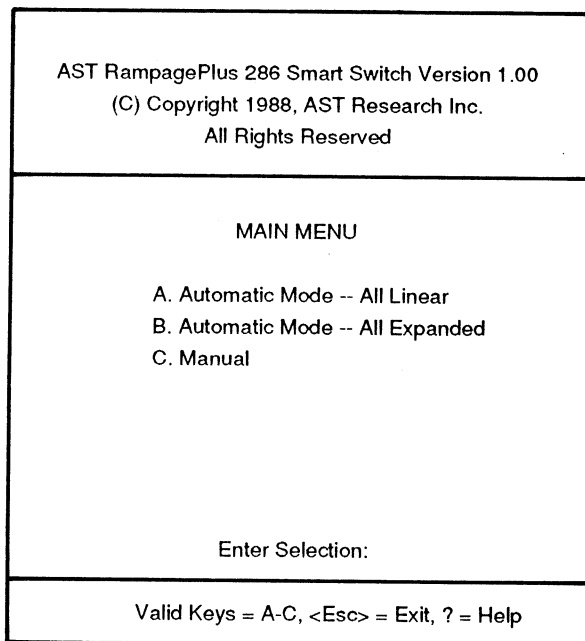 AST RampagePlus 286 Smart Switch Version 1.00
(C) Copyright 1988, AST Research Inc.
All Rights Reserved
MAIN MENU
A. Automatic Mode -- All Linear
B. Automatic Mode -- All Expanded
C. Manual
Enter Selection:
Valid Keys = A-C, <Esc> = Exit, ? = Help